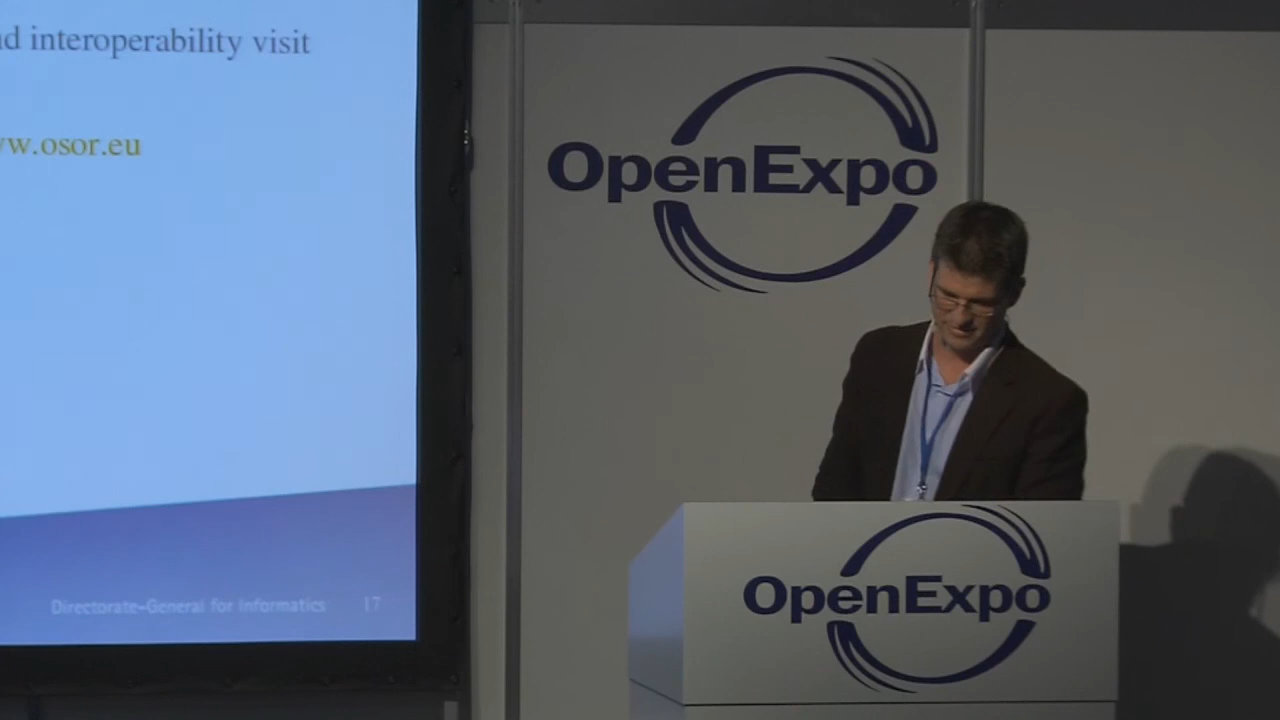 interoperability visit
.osor.eu
Directorate-General for Informatics 17
OpenExpo
OpenExpo